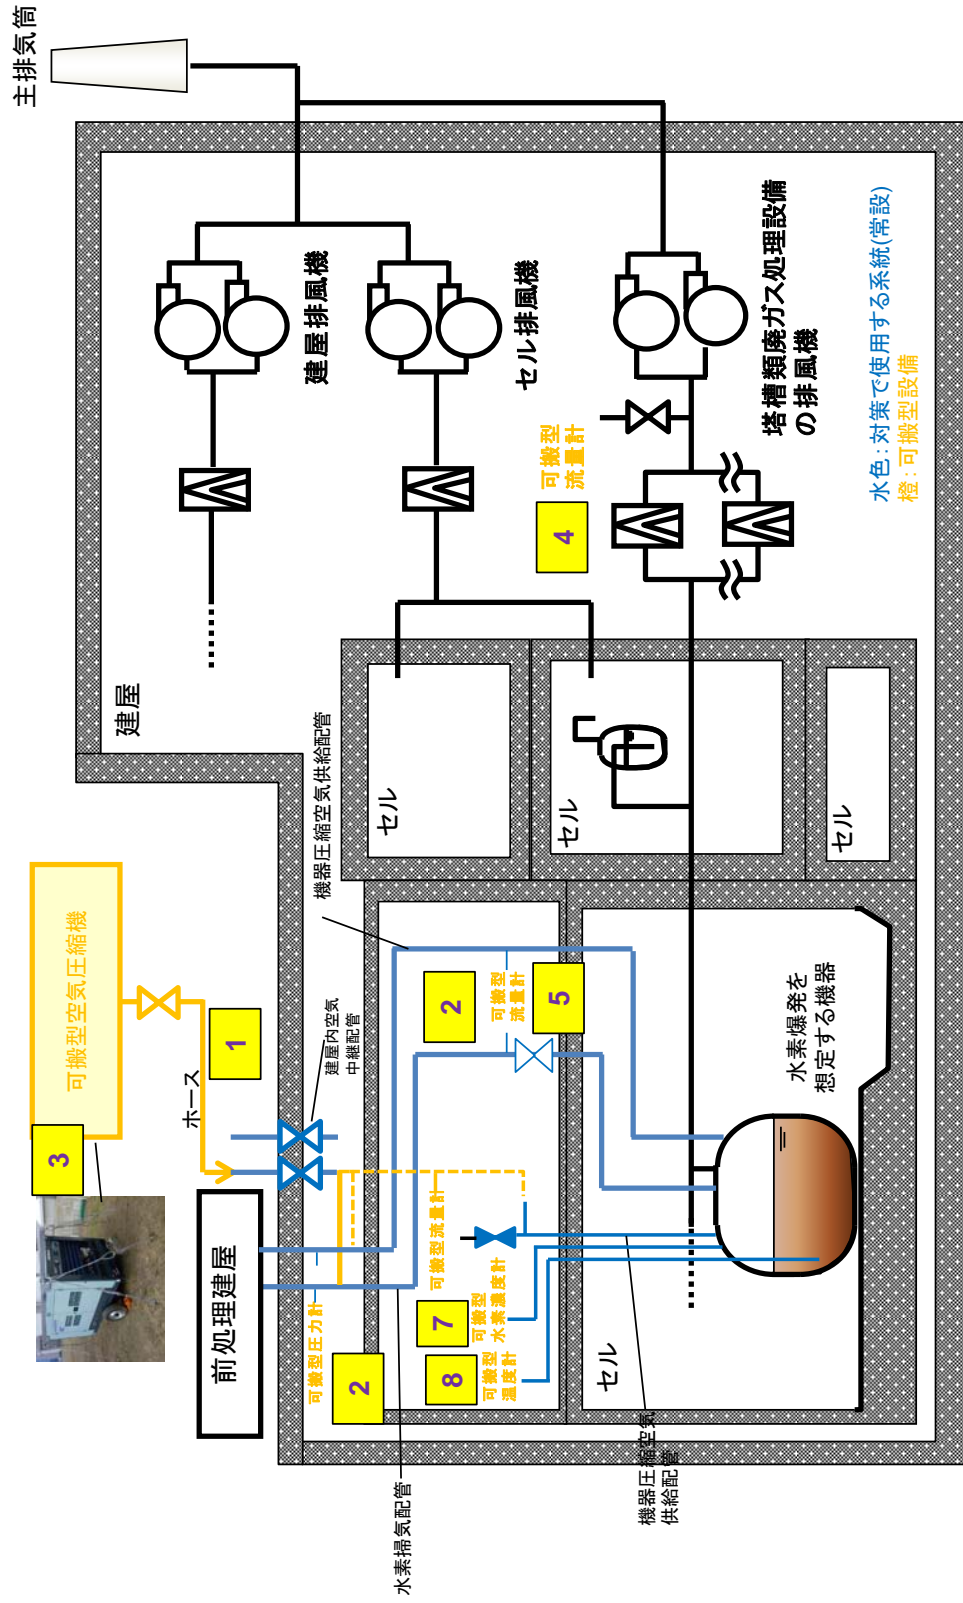 主排気筒
建屋
建屋排風機
セル排風機
塔槽類廃ガス処理設備
の排風機
水色：対策で使用する系統(常設)
橙：可搬型設備
可搬型
流量計
4
セル
セル
セル
可搬型空気圧縮機
3
ホース
1
建屋内空気
中継配管
機器圧縮空気供給配管
2
可搬型
流量計
5
水素爆発を
想定する機器
前処理建屋
可搬型圧力計
2
可搬型流量計
7
可搬型
水素濃度計
8
可搬型
温度計
セル
水素掃気配管
機器圧縮空気
供給配管